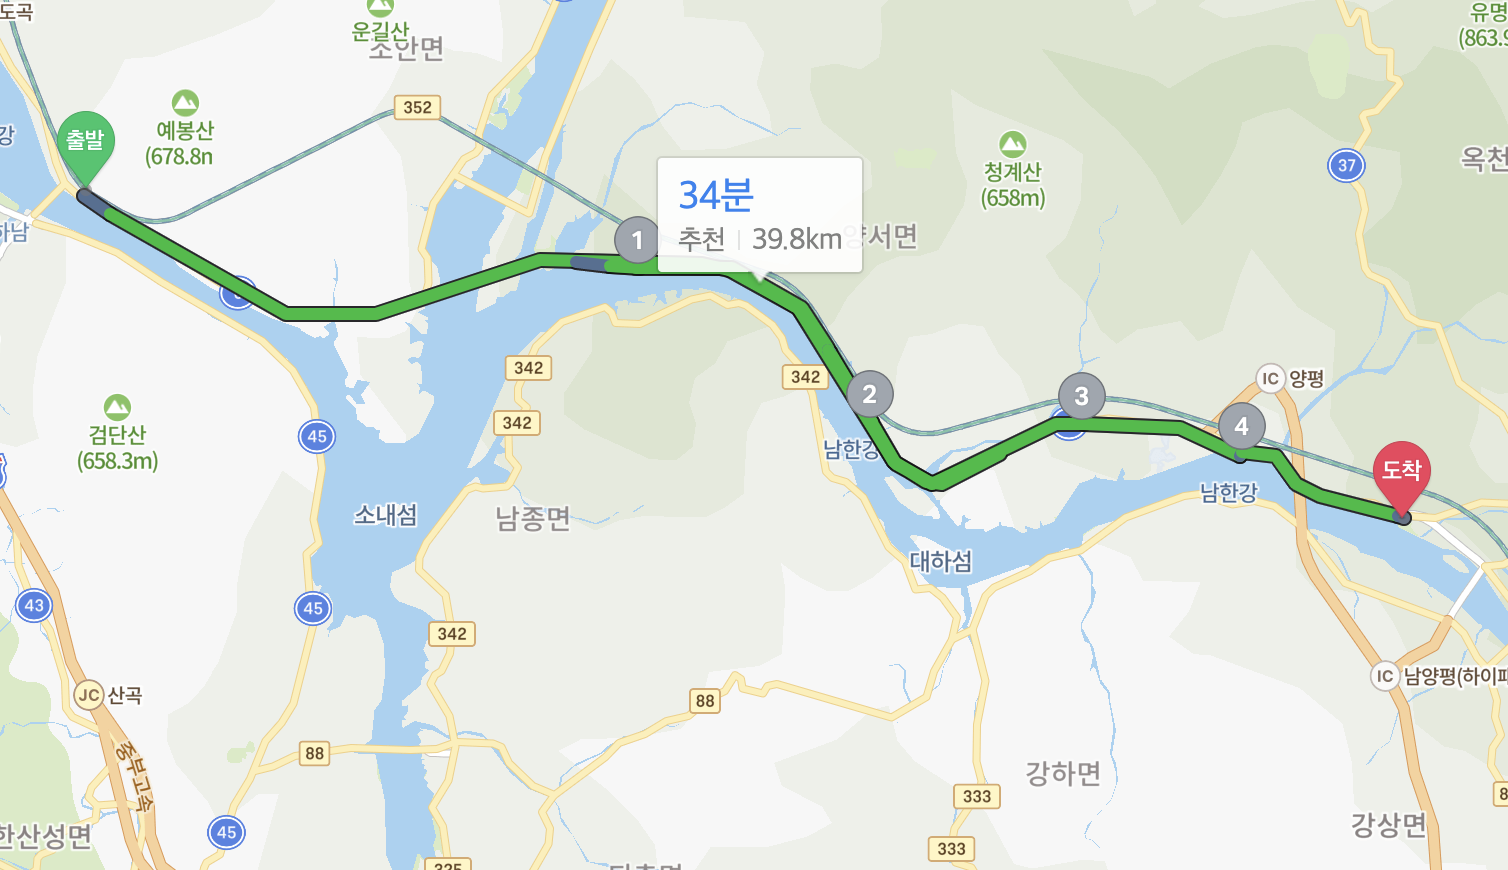 도곡
운길산
조안면
유명
(863.9
352
예봉산
(678.8n
출발
강
하남
청계산
(658m)
37
옥천
34분
추천 39.8km
양서면
1
2
3
4
342
342
342
IC 양평
검단산
(658.3m)
45
남한강
도착
남한강
소내섬
남종면
대하섬
43
45
342
JC 산곡
88
88
IC 남양평(하이패
중부고속
강하면
333
333
45
강상면
한산성면
325
8